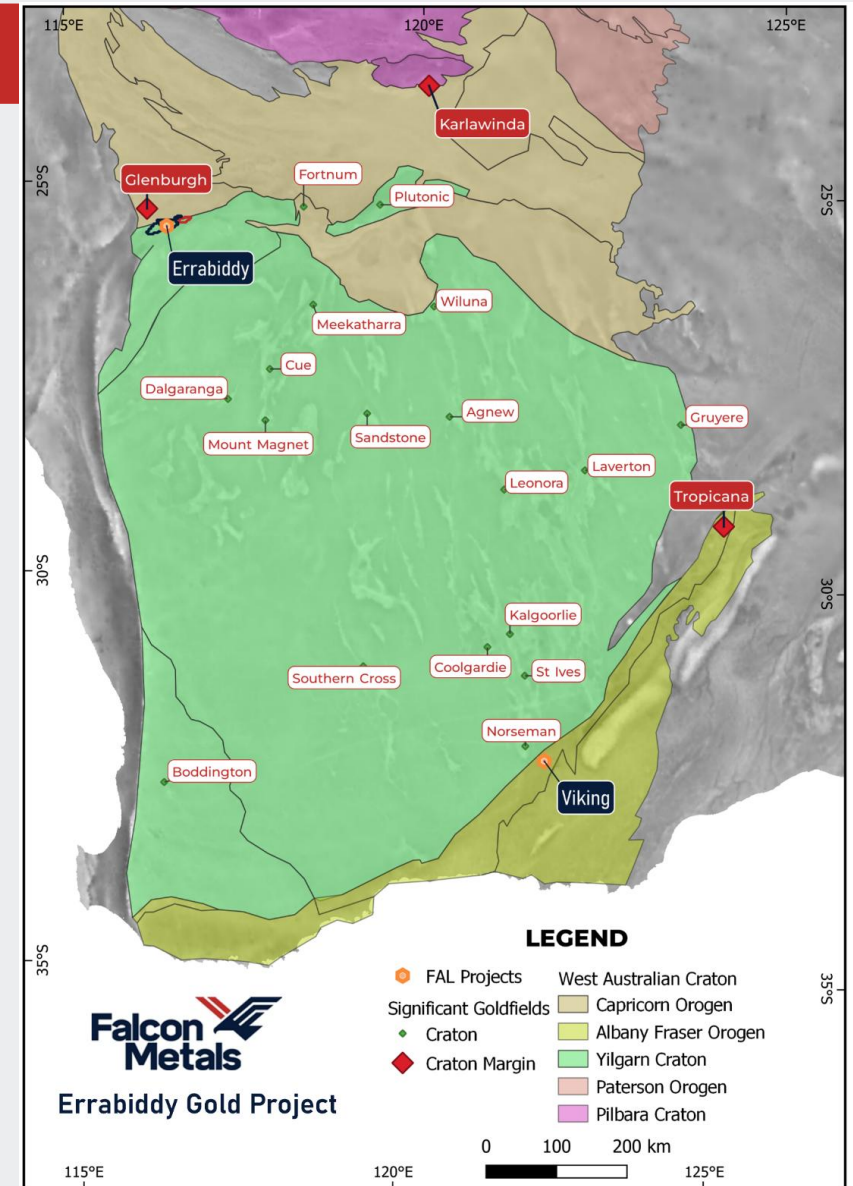 115°E
120°E
125°E
Karlawinda
25°S
25°S
Glenburgh
Fortnum
Plutonic
Errabiddy
Wiluna
Meekatharra
Cue
Dalgaranga
Agnew
Gruyere
Mount Magnet
Sandstone
Laverton
Leonora
Tropicana
30°S
30°S
Kalgoorlie
Coolgardie
St Ives
Southern Cross
Norseman
Boddington
Viking
35°S
35°S
LEGEND
FAL Projects
Significant Goldfields
Craton
Craton Margin
West Australian Craton
Capricorn Orogen
Albany Fraser Orogen
Yilgarn Craton
Paterson Orogen
Pilbara Craton
Falcon
Metals
Errabiddy Gold Project
0 100 200 km
115°E
120°E
125°E